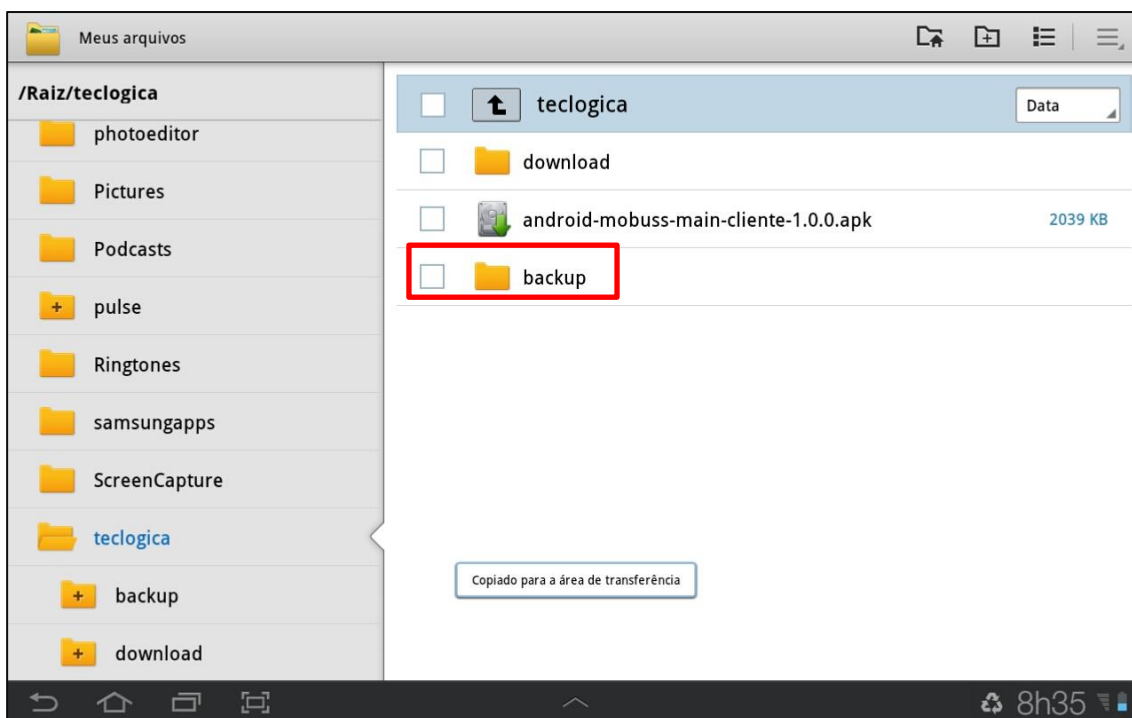 Meus arquivos
/Raiz/teclogica
photoeditor
Pictures
Podcasts
pulse
Ringtones
samsungapps
ScreenCapture
teclogica
backup
download
teclogica
Data
download
android-mobuss-main-cliente-1.0.0.apk
2039 KB
backup
Copiado para a área de transferência
8h35